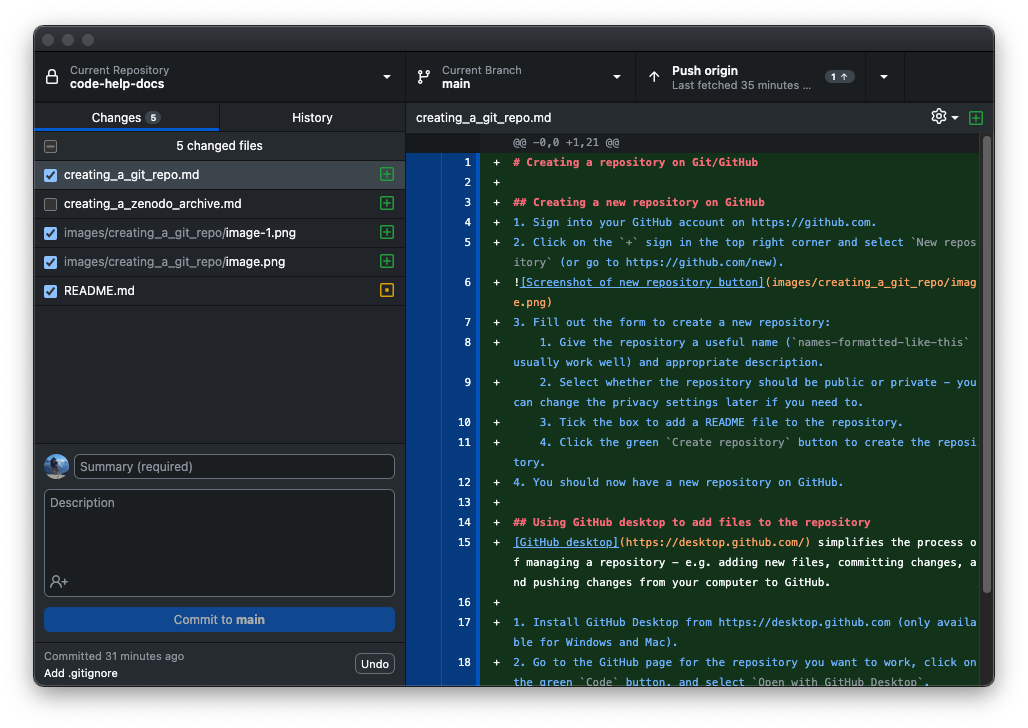 Current Repository
code-help-docs
Current Branch
main
Push origin
Last fetched 35 minutes ...
1
Changes 5
History
5 changed files
creating_a_git_repo.md
creating_a_zenodo_archive.md
images/creating_a_git_repo/image-1.png
images/creating_a_git_repo/image.png
README.md
Summary (required)
Description
Commit to main
Committed 31 minutes ago
Add .gitignore
Undo
creating_a_git_repo.md
@@ -0,0 +1,21 @@
1 + # Creating a repository on Git/GitHub
2 +
3 + ## Creating a new repository on GitHub
4 + 1. Sign into your GitHub account on https://github.com.
5 + 2. Click on the `+` sign in the top right corner and select `New repos
itory` (or go to https://github.com/new).
6 + ![Screenshot of new repository button](images/creating_a_git_repo/imag
e.png)
7 + 3. Fill out the form to create a new repository:
8 + 1. Give the repository a useful name (`names-formatted-like-this`
usually work well) and appropriate description.
9 + 2. Select whether the repository should be public or private – you
can change the privacy settings later if you need to.
10 + 3. Tick the box to add a README file to the repository.
11 + 4. Click the green `Create repository` button to create the reposi
tory.
12 + 4. You should now have a new repository on GitHub.
13 +
14 + ## Using GitHub desktop to add files to the repository
15 + [GitHub desktop](https://desktop.github.com/) simplifies the process o
f managing a repository – e.g. adding new files, committing changes, a
nd pushing changes from your computer to GitHub.
16 +
17 + 1. Install GitHub Desktop from https://desktop.github.com (only availa
ble for Windows and Mac).
18 + 2. Go to the GitHub page for the repository you want to work, click on
the green `Code` button, and select `Open with GitHub Desktop`.